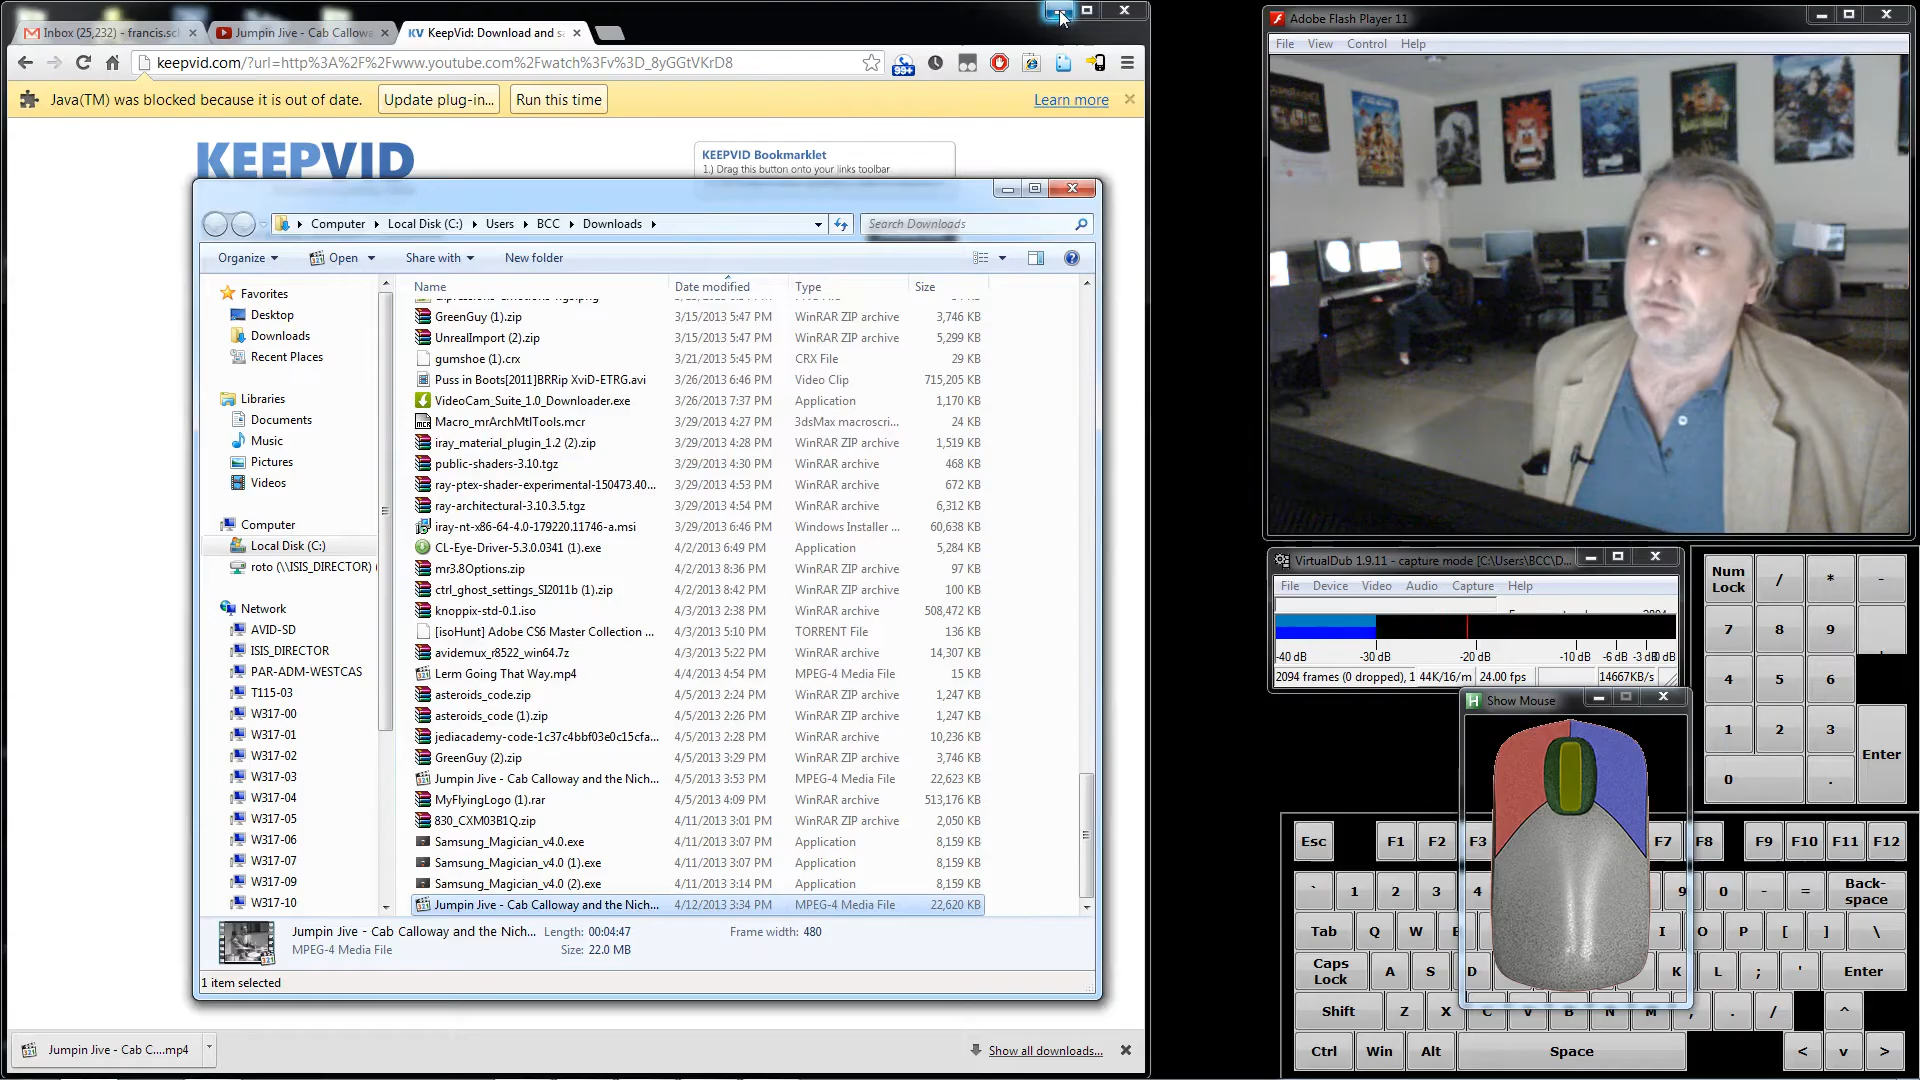 Inbox (25,232) - francis.scl
Jumpin Jive - Cab Callowa
KV KeepVid: Download and sa
keepvid.com/?url=http%3A%2F%2Fwww.youtube.com%2Fwatch%3Fv%3D_8yGGtVKrD8
99+
Java(TM) was blocked because it is out of date.
Update plug-in...
Run this time
Learn more
KEEPVID
KEEPVID Bookmarklet
1.) Drag this button onto your links toolbar
Computer
Local Disk (C:)
Users
BCC
Downloads
Search Downloads
Organize
Open
Share with
New folder
Favorites
Desktop
Downloads
Recent Places
Libraries
Documents
Music
Pictures
Videos
Computer
Local Disk (C:)
roto (\\ISIS_DIRECTOR) (
Network
AVID-SD
ISIS_DIRECTOR
PAR-ADM-WESTCAS
T115-03
W317-00
W317-01
W317-02
W317-03
W317-04
W317-05
W317-06
W317-07
W317-09
W317-10
Name Date modified Type Size
GreenGuy (1).zip 3/15/2013 5:47 PM WinRAR ZIP archive 3,746 KB
UnrealImport (2).zip 3/15/2013 5:47 PM WinRAR ZIP archive 5,299 KB
gumshoe (1).crx 3/21/2013 5:45 PM CRX File 29 KB
Puss in Boots[2011]BRRip XviD-ETRG.avi 3/26/2013 6:46 PM Video Clip 715,205 KB
VideoCam_Suite_1.0_Downloader.exe 3/26/2013 7:37 PM Application 1,170 KB
Macro_mrArchMtlTools.mcr 3/29/2013 4:27 PM 3dsMax macroscri... 24 KB
iray_material_plugin_1.2 (2).zip 3/29/2013 4:28 PM WinRAR ZIP archive 1,519 KB
public-shaders-3.10.tgz 3/29/2013 4:30 PM WinRAR archive 468 KB
ray-ptex-shader-experimental-150473.40... 3/29/2013 4:53 PM WinRAR archive 672 KB
ray-architectural-3.10.3.5.tgz 3/29/2013 4:54 PM WinRAR archive 6,312 KB
iray-nt-x86-64-4.0-179220.11746-a.msi 3/29/2013 6:46 PM Windows Installer ... 60,638 KB
CL-Eye-Driver-5.3.0.0341 (1).exe 4/2/2013 6:49 PM Application 5,284 KB
mr3.8Options.zip 4/2/2013 8:36 PM WinRAR ZIP archive 97 KB
ctrl_ghost_settings_SI2011b (1).zip 4/2/2013 8:42 PM WinRAR ZIP archive 100 KB
knoppix-std-0.1.iso 4/3/2013 2:38 PM WinRAR archive 508,472 KB
[isoHunt] Adobe CS6 Master Collection ... 4/3/2013 5:10 PM TORRENT File 136 KB
avidemux_r8522_win64.7z 4/3/2013 5:22 PM WinRAR archive 14,307 KB
Lerm Going That Way.mp4 4/4/2013 4:54 PM MPEG-4 Media File 15 KB
asteroids_code.zip 4/5/2013 2:24 PM WinRAR ZIP archive 1,247 KB
asteroids_code (1).zip 4/5/2013 2:26 PM WinRAR ZIP archive 1,247 KB
jediacademy-code-1c37c4bbf03e0c15cfa... 4/5/2013 2:28 PM WinRAR ZIP archive 10,236 KB
GreenGuy (2).zip 4/5/2013 3:29 PM WinRAR ZIP archive 3,746 KB
Jumpin Jive - Cab Calloway and the Nich... 4/5/2013 3:53 PM MPEG-4 Media File 22,623 KB
MyFlyingLogo (1).rar 4/5/2013 4:09 PM WinRAR archive 513,176 KB
830_CXM03B1Q.zip 4/11/2013 3:01 PM WinRAR ZIP archive 2,050 KB
Samsung_Magician_v4.0.exe 4/11/2013 3:07 PM Application 8,159 KB
Samsung_Magician_v4.0 (1).exe 4/11/2013 3:07 PM Application 8,159 KB
Samsung_Magician_v4.0 (2).exe 4/11/2013 3:14 PM Application 8,159 KB
Jumpin Jive - Cab Calloway and the Nich... 4/12/2013 3:34 PM MPEG-4 Media File 22,620 KB
Jumpin Jive - Cab Calloway and the Nich... Length: 00:04:47 Frame width: 480
MPEG-4 Media File Size: 22.0 MB
1 item selected
Jumpin Jive - Cab C....mp4
Show all downloads...
Adobe Flash Player 11
File View Control Help
VirtualDub 1.9.11 - capture mode [C:\Users\BCC\D...
File Device Video Audio Capture Help
-40 dB -30 dB -20 dB -10 dB -6 dB -3 dB 0 dB
2094 frames (0 dropped), 1 44K/16/m 24.00 fps 14667KB/s
Show Mouse
Num Lock / * -
7 8 9
4 5 6
1 2 3 Enter
0 .
Esc F1 F2 F3 F7 F8 F9 F10 F11 F12
` 1 2 3 4 9 0 - = Back-space
Tab Q W E I O P [ ] \
Caps Lock A S D K L ; ' Enter
Shift Z X C V B N M , . / ^
Ctrl Win Alt Space < v >